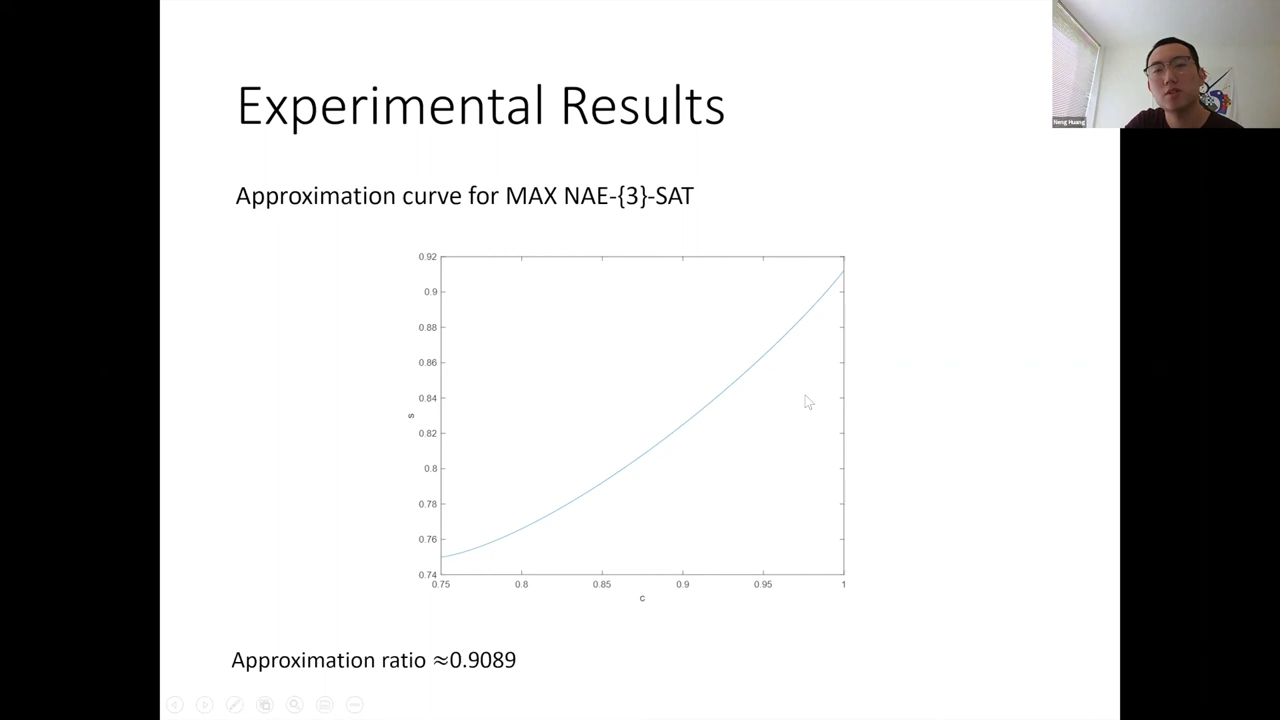 Experimental Results
Neng Huang
Approximation curve for MAX NAE-{3}-SAT
0.92
0.9
0.88
0.86
0.84
0.82
0.8
0.78
0.76
0.74
s
0.75 0.8 0.85 0.9 0.95 1
c
Approximation ratio ≈0.9089